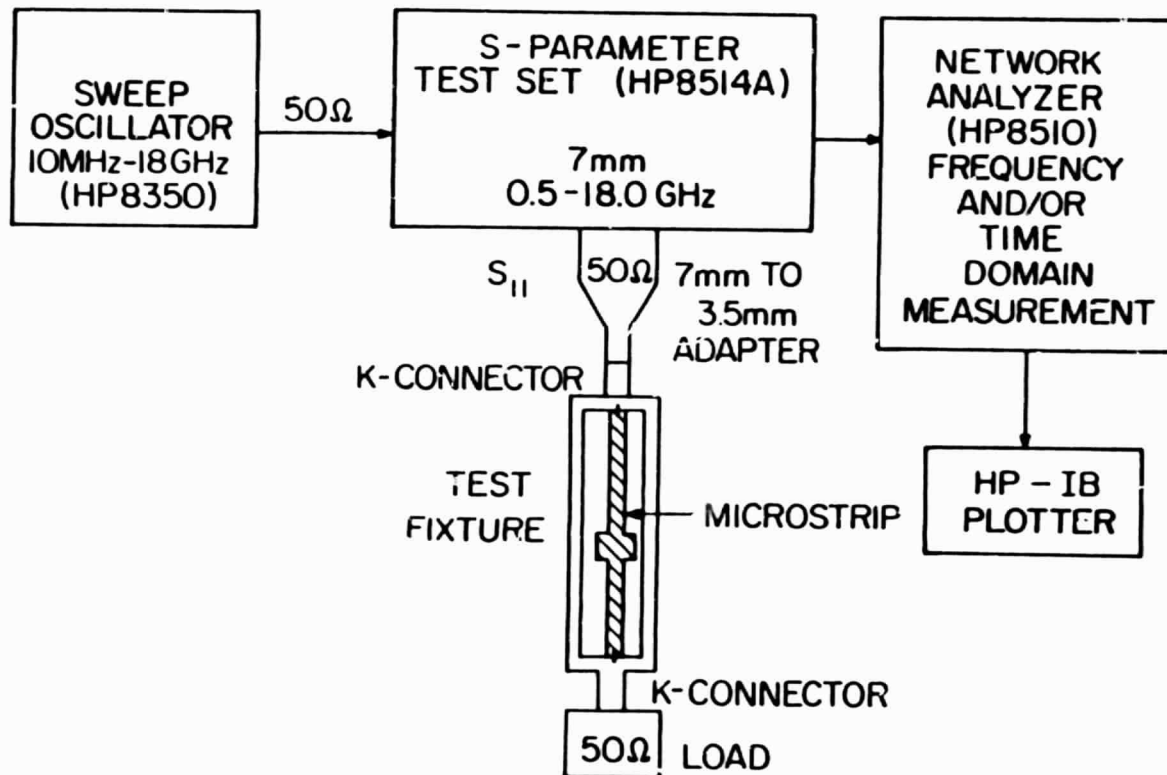 SWEEP
OSCILLATOR
10MHz-18GHz
(HP8350)
50Ω
S-PARAMETER
TEST SET (HP8514A)
7mm
0.5-18.0 GHz
NETWORK
ANALYZER
(HP8510)
FREQUENCY
AND/OR
TIME
DOMAIN
MEASUREMENT
S11
50Ω
7mm TO
3.5mm
ADAPTER
K-CONNECTOR
TEST
FIXTURE
MICROSTRIP
HP-IB
PLOTTER
K-CONNECTOR
50Ω
LOAD